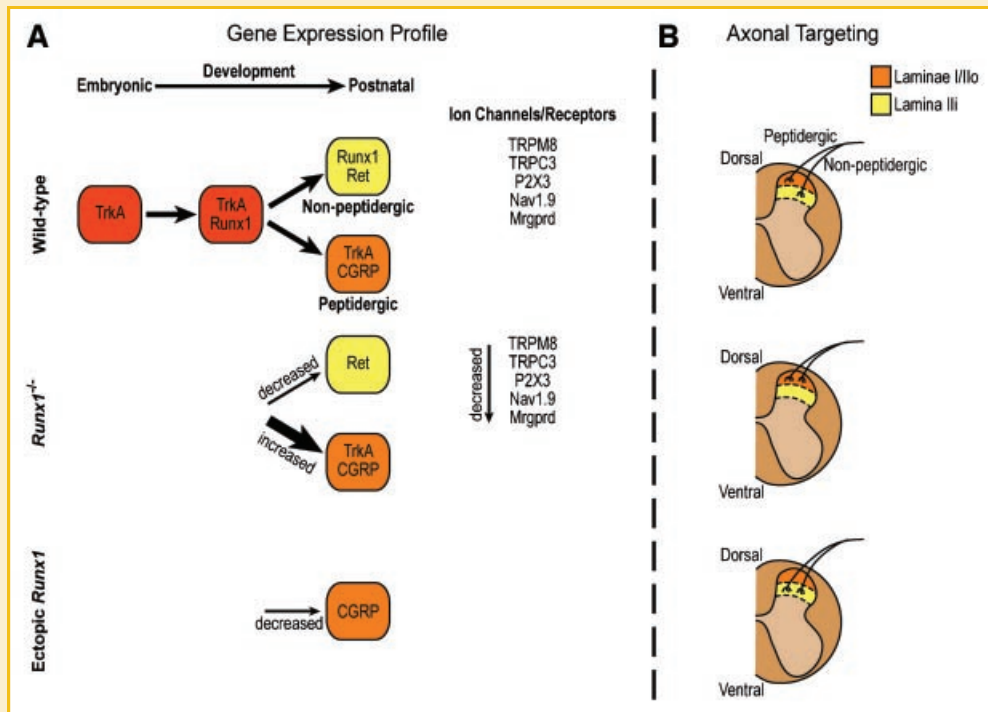 A Gene Expression Profile
Embryonic Development Postnatal
Ion Channels/Receptors
Wild-type
TrkA
TrkA
Runx1
Runx1
Ret
Non-peptidergic
TrkA
CGRP
Peptidergic
TRPM8
TRPC3
P2X3
Nav1.9
Mrgprd
Runx1-/-
decreased
Ret
increased
TrkA
CGRP
decreased
TRPM8
TRPC3
P2X3
Nav1.9
Mrgprd
Ectopic Runx1
decreased
CGRP
B Axonal Targeting
Laminae I/IIo
Lamina IIi
Peptidergic
Dorsal
Non-peptidergic
Ventral
Dorsal
Ventral
Dorsal
Ventral